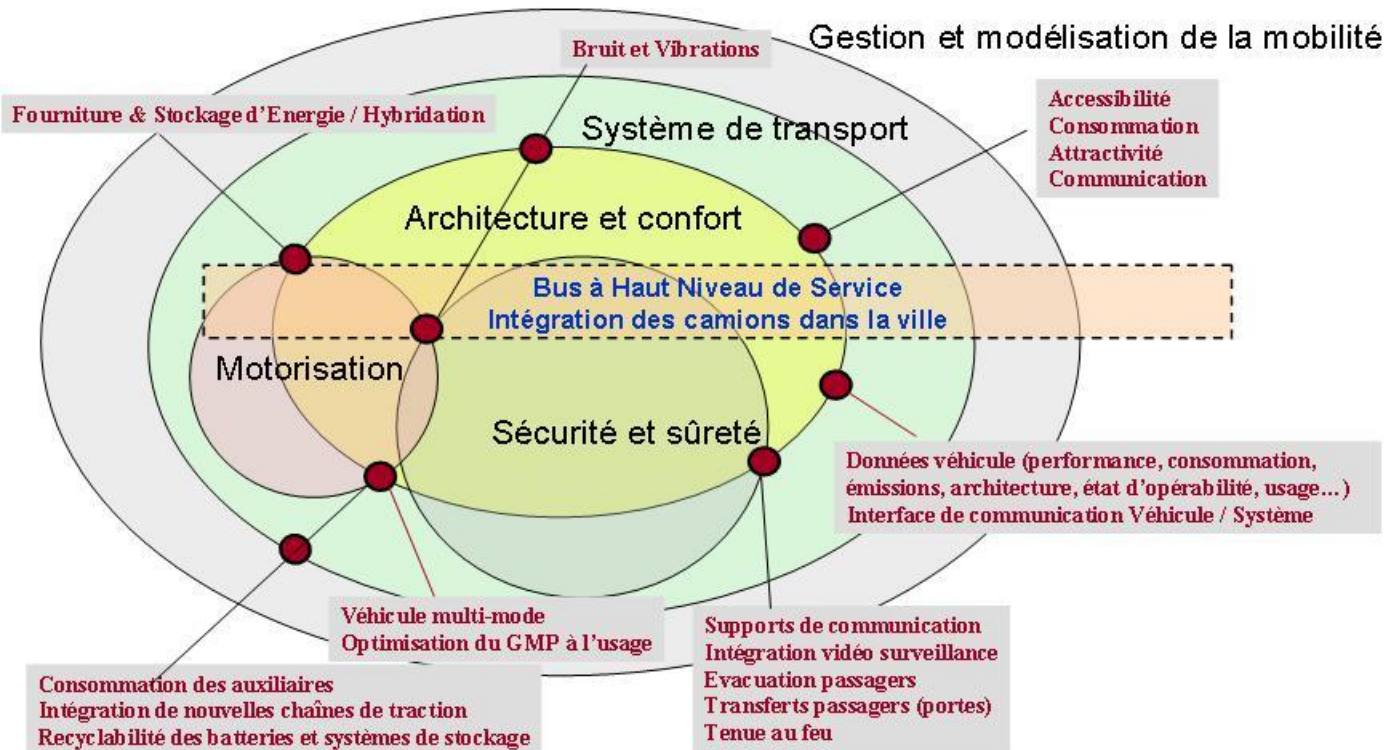 Gestion et modélisation de la mobilité
Bruit et Vibrations
Fourniture & Stockage d'Energie / Hybridation
Accessibilité
Consommation
Attractivité
Communication
Système de transport
Architecture et confort
Bus à Haut Niveau de Service
Intégration des camions dans la ville
Motorisation
Sécurité et sûreté
Données véhicule (performance, consommation,
émissions, architecture, état d'opérabilité, usage...)
Interface de communication Véhicule / Système
Véhicule multi-mode
Optimisation du GMP à l'usage
Supports de communication
Intégration vidéo surveillance
Evacuation passagers
Transferts passagers (portes)
Tenue au feu
Consommation des auxiliaires
Intégration de nouvelles chaînes de traction
Recyclabilité des batteries et systèmes de stockage